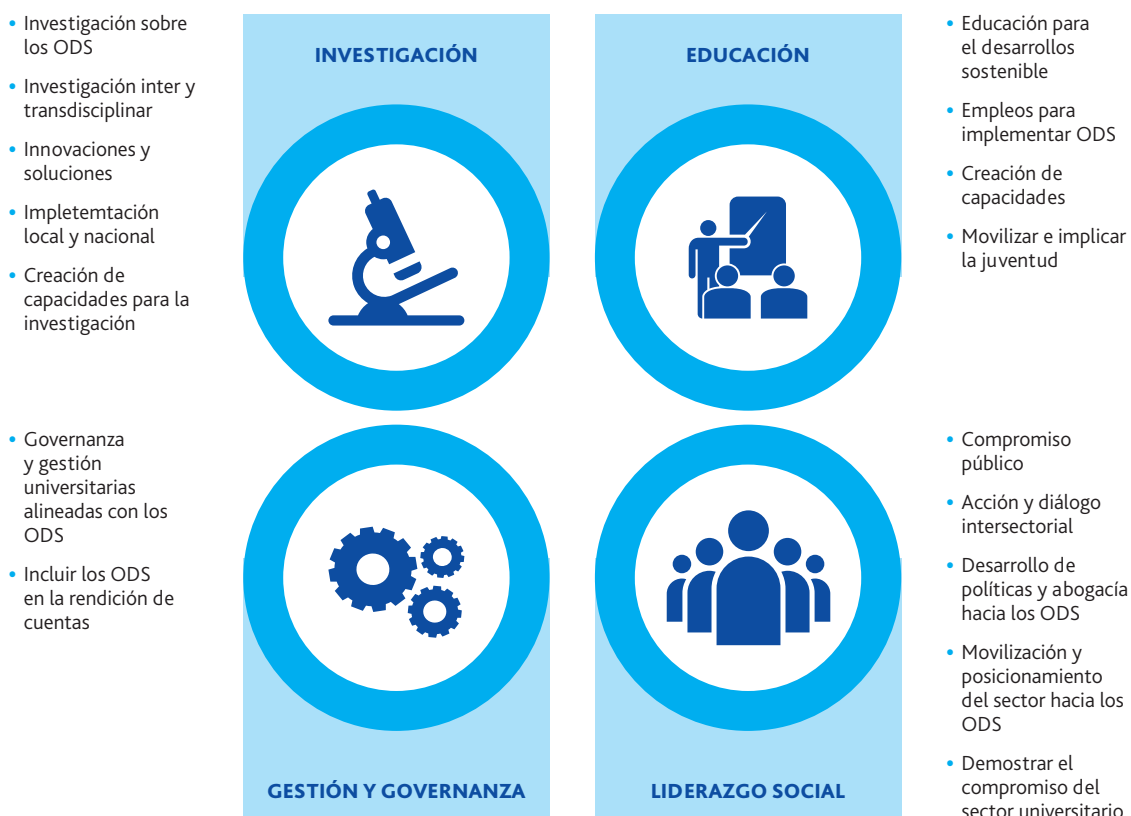 INVESTIGACIÓN
• Investigación sobre
los ODS
• Investigación inter y
transdisciplinar
• Innovaciones y
soluciones
• Impletemtación
local y nacional
• Creación de
capacidades para la
investigación
EDUCACIÓN
• Educación para
el desarrollos
sostenible
• Empleos para
implementar ODS
• Creación de
capacidades
• Movilizar e implicar
la juventud
• Governanza
y gestión
universitarias
alineadas con los
ODS
• Incluir los ODS
en la rendición de
cuentas
GESTIÓN Y GOVERNANZA
• Compromiso
público
• Acción y diálogo
intersectorial
• Desarrollo de
políticas y abogacía
hacia los ODS
• Movilización y
posicionamiento
del sector hacia los
ODS
• Demostrar el
compromiso del
sector universitario
LIDERAZGO SOCIAL